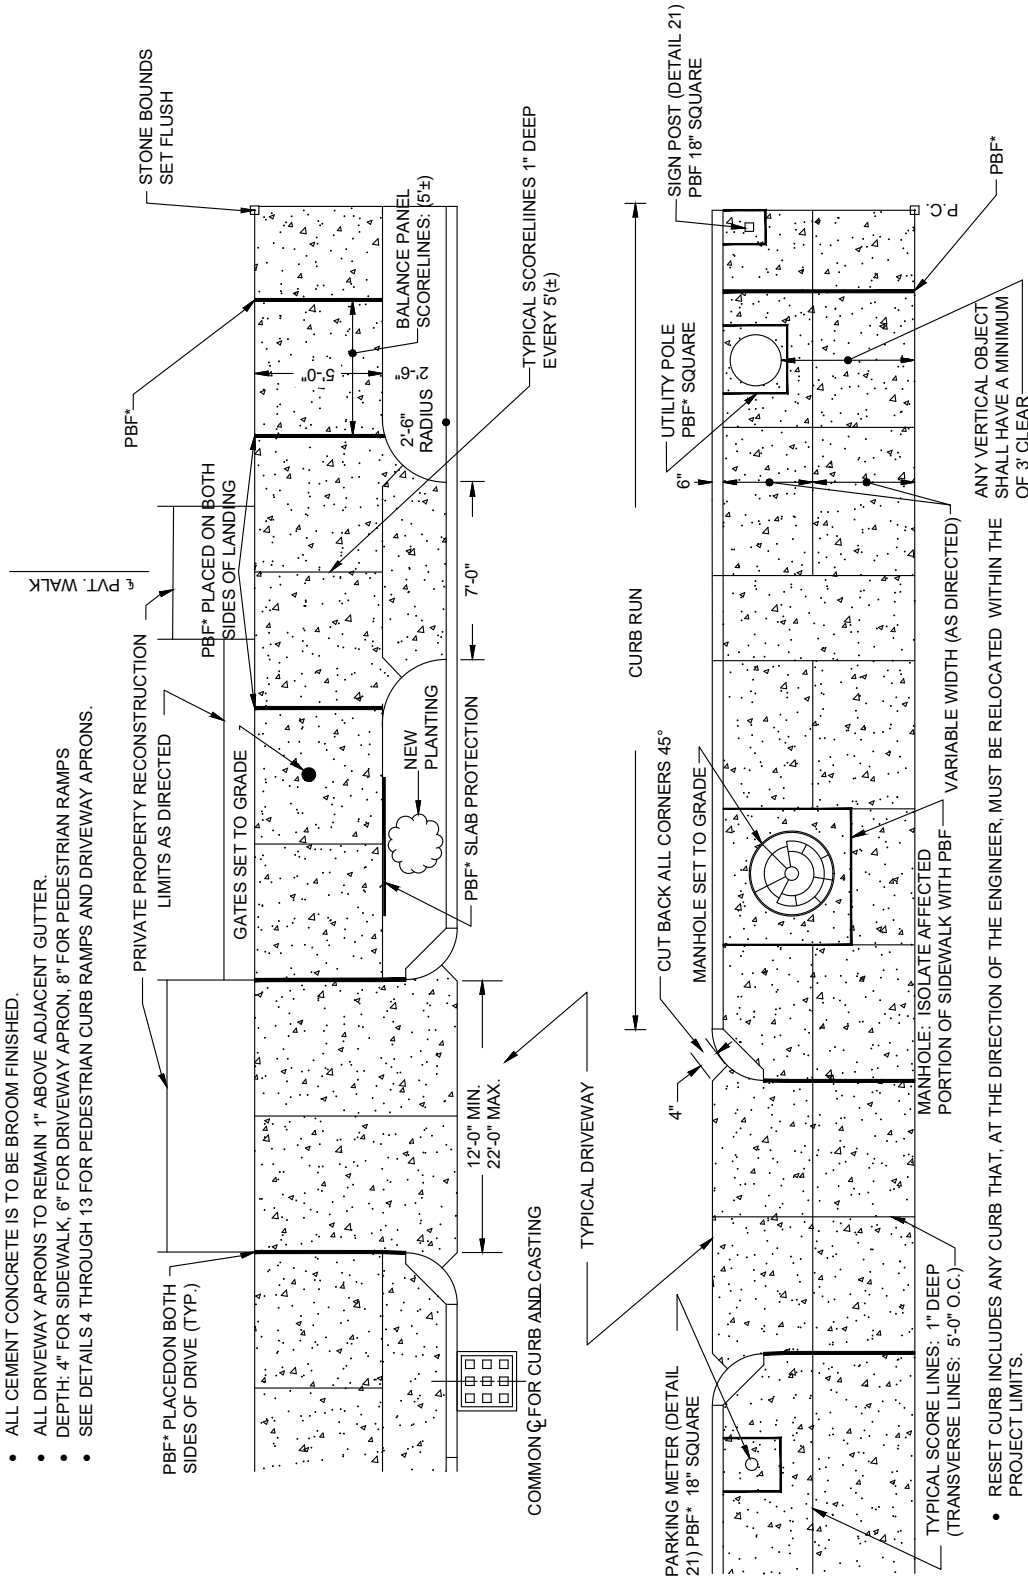 • ALL CEMENT CONCRETE IS TO BE BROOM FINISHED.
• ALL DRIVEWAY APRONS TO REMAIN 1" ABOVE ADJACENT GUTTER.
• DEPTH: 4" FOR SIDEWALK, 6" FOR DRIVEWAY APRON, 8" FOR PEDESTRIAN RAMPS
• SEE DETAILS 4 THROUGH 13 FOR PEDESTRIAN CURB RAMPS AND DRIVEWAY APRONS.
PBF* PLACEDON BOTH
SIDES OF DRIVE (TYP.)
PRIVATE PROPERTY RECONSTRUCTION
LIMITS AS DIRECTED
℄ PVT. WALK
GATES SET TO GRADE
PBF* PLACED ON BOTH
SIDES OF LANDING
PBF*
STONE BOUNDS
SET FLUSH
5'-0"
2'-6"
BALANCE PANEL
SCORELINES: (5'±)
2'-6"
RADIUS
NEW
PLANTING
TYPICAL SCORELIINES 1" DEEP
EVERY 5'(±)
12'-0" MIN.
22'-0" MAX.
PBF* SLAB PROTECTION
7'-0"
COMMON ℄ FOR CURB AND CASTING
TYPICAL DRIVEWAY
CURB RUN
PARKING METER (DETAIL
21) PBF* 18" SQUARE
4"
CUT BACK ALL CORNERS 45°
MANHOLE SET TO GRADE
6"
UTILITY POLE
PBF* SQUARE
SIGN POST (DETAIL 21)
PBF 18" SQUARE
P.C.
TYPICAL SCORE LINES: 1" DEEP
(TRANSVERSE LINES: 5'-0" O.C.)
MANHOLE: ISOLATE AFFECTED
PORTION OF SIDEWALK WITH PBF
VARIABLE WIDTH (AS DIRECTED)
ANY VERTICAL OBJECT
SHALL HAVE A MINIMUM
OF 3' CLEAR
PBF*
• RESET CURB INCLUDES ANY CURB THAT, AT THE DIRECTION OF THE ENGINEER, MUST BE RELOCATED WITHIN THE
PROJECT LIMITS.